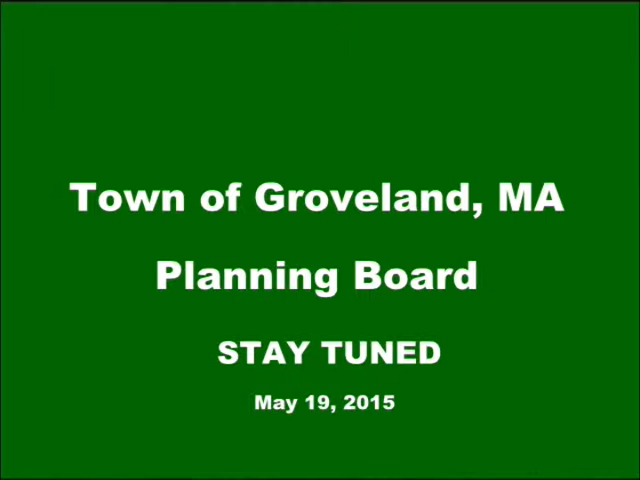 Town of Groveland, MA
Planning Board
STAY TUNED
May 19, 2015